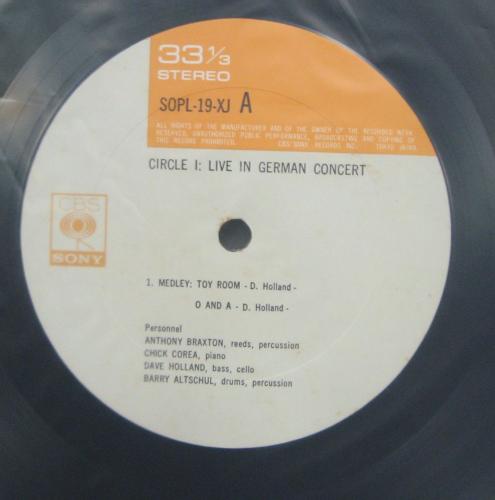 33 1/3
STEREO
SOPL-19-XJ A
ALL RIGHTS OF THE MANUFACTURER AND OF THE OWNER OF THE RECORDED WORK
RESERVED. UNAUTHORIZED PUBLIC PERFORMANCE, BROADCASTING AND COPYING OF
THIS RECORD PROHIBITED. CBS/SONY RECORDS INC. TOKYO JAPAN
CIRCLE I: LIVE IN GERMAN CONCERT
CBS
SONY
1. MEDLEY: TOY ROOM - D. Holland -
O AND A - D. Holland -
Personnel
ANTHONY BRAXTON, reeds, percussion
CHICK COREA, piano
DAVE HOLLAND, bass, cello
BARRY ALTSCHUL, drums, percussion